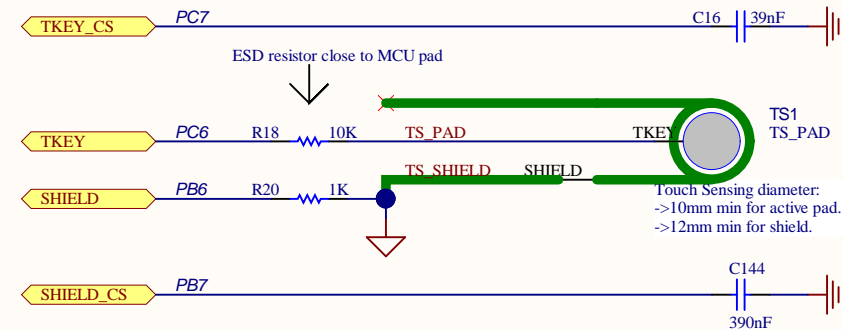 TKEY_CS PC7 C16 39nF
ESD resistor close to MCU pad
TS1
TKEY PC6 R18 10K TS_PAD TKEY TS_PAD
TS_SHIELD SHIELD
SHIELD PB6 R20 1K
Touch Sensing diameter:
->10mm min for active pad.
->12mm min for shield.
C144
SHIELD_CS PB7
390nF